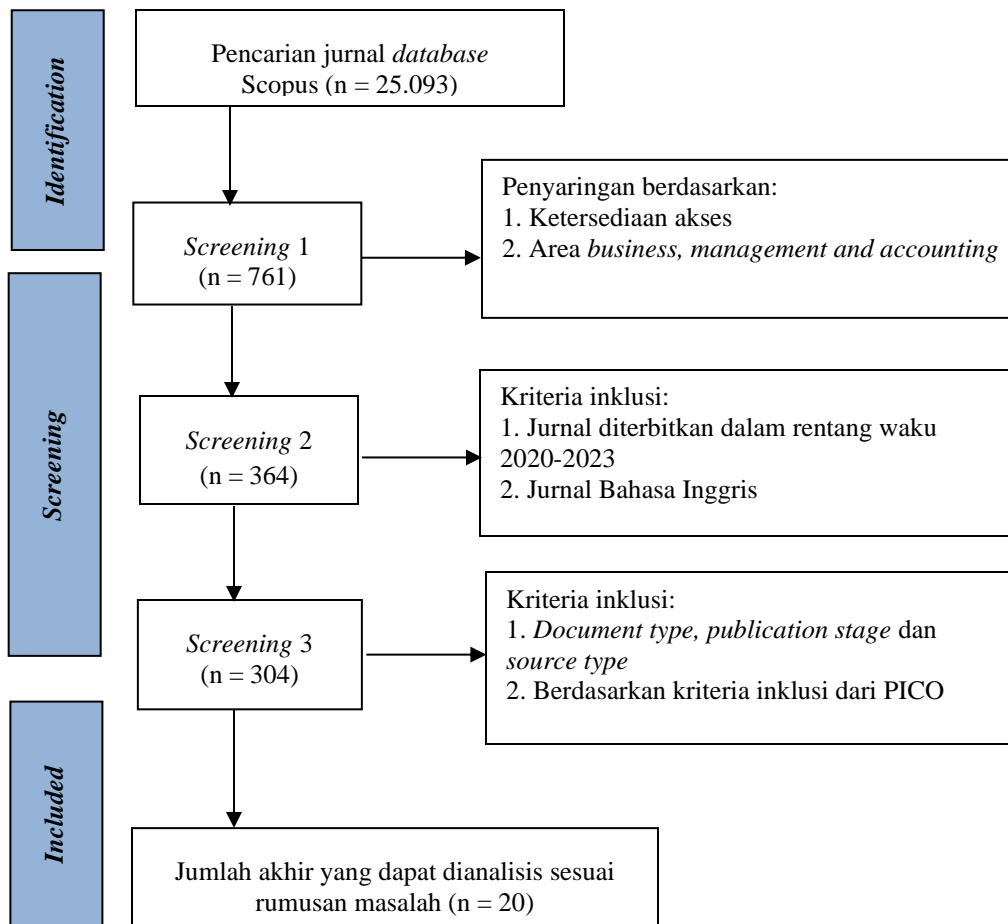 Identification
Pencarian jurnal database
Scopus (n = 25.093)
Screening 1
(n = 761)
Penyaringan berdasarkan:
1. Ketersediaan akses
2. Area business, management and accounting
Screening
Screening 2
(n = 364)
Kriteria inklusi:
1. Jurnal diterbitkan dalam rentang waku
2020-2023
2. Jurnal Bahasa Inggris
Screening 3
(n = 304)
Kriteria inklusi:
1. Document type, publication stage dan
source type
2. Berdasarkan kriteria inklusi dari PICO
Included
Jumlah akhir yang dapat dianalisis sesuai
rumusan masalah (n = 20)